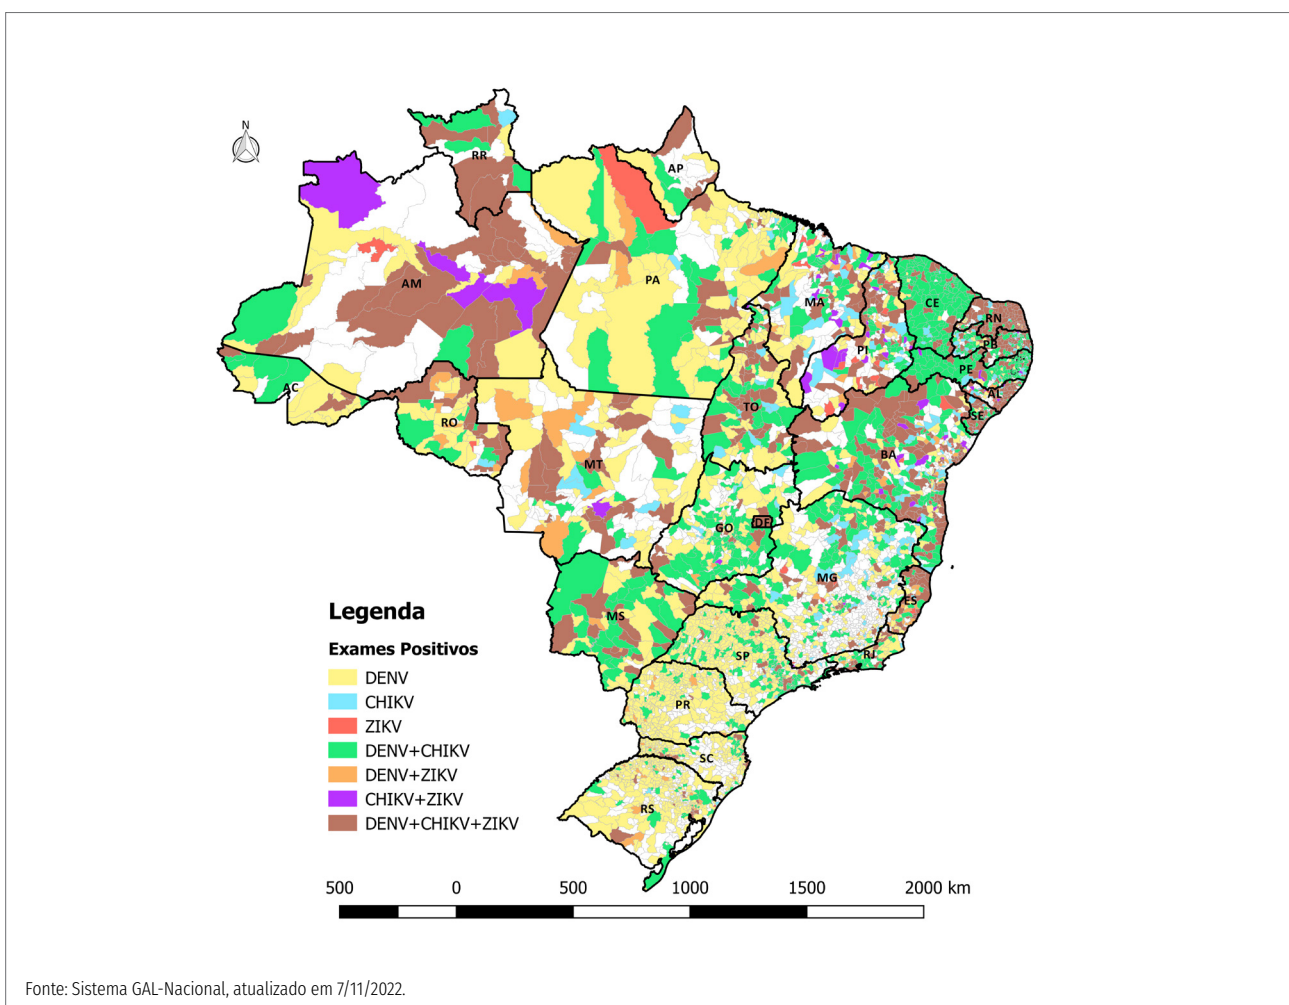 N
RR
AP
AM
PA
MA
CE
RN
PB
PI
PE
AC
AL
TO
SE
RO
BA
MT
GO
DF
MG
ES
MS
RJ
SP
PR
SC
RS
Legenda
Exames Positivos
DENV
CHIKV
ZIKV
DENV+CHIKV
DENV+ZIKV
CHIKV+ZIKV
DENV+CHIKV+ZIKV
500 0 500 1000 1500 2000 km
Fonte: Sistema GAL-Nacional, atualizado em 7/11/2022.